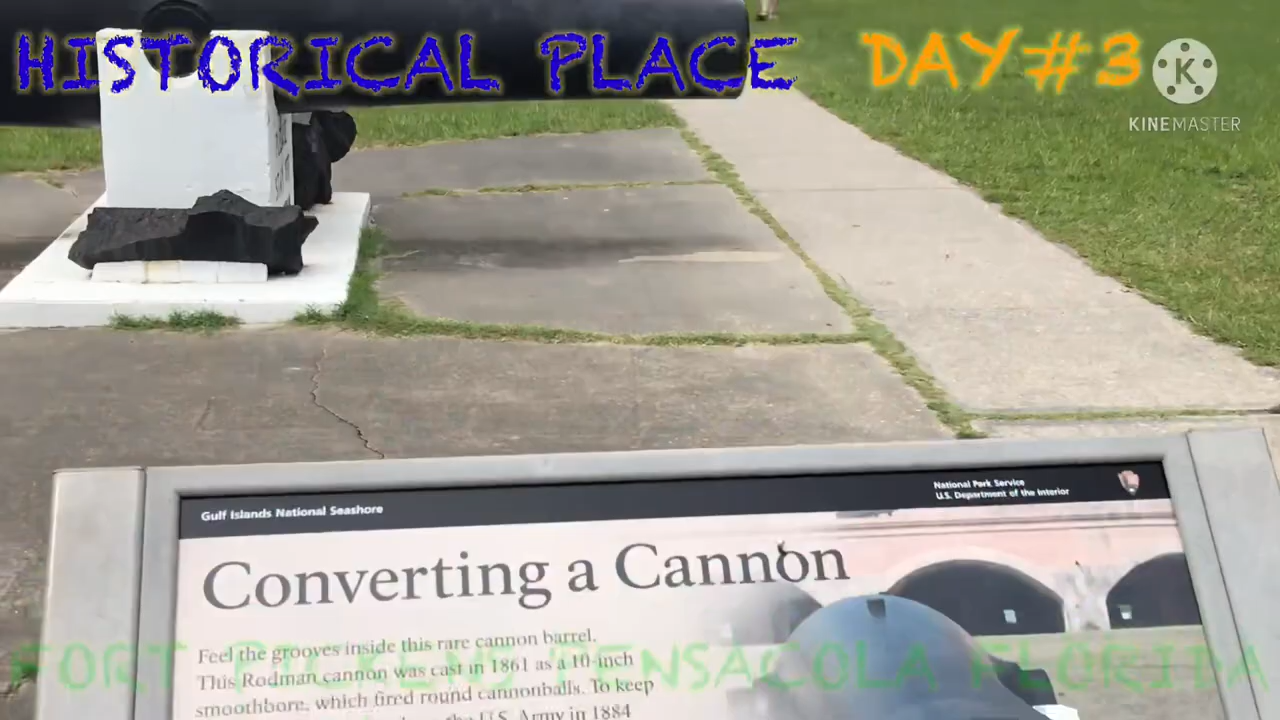 HISTORICAL PLACE DAY#3
KINEMASTER
Gulf Islands National Seashore
National Park Service
U.S. Department of the Interior
Converting a Cannon
Feel the grooves inside this rare cannon barrel.
This Rodman cannon was cast in 1861 as a 10-inch
smoothbore, which fired round cannonballs. To keep
the U.S. Army in 1884
FORT PICKENS PENSACOLA FLORIDA